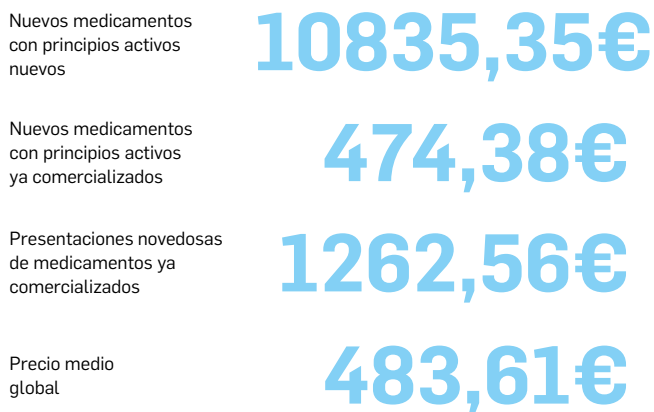 Nuevos medicamentos
con principios activos
nuevos
10835,35€
Nuevos medicamentos
con principios activos
ya comercializados
474,38€
Presentaciones novedosas
de medicamentos ya
comercializados
1262,56€
Precio medio
global
483,61€